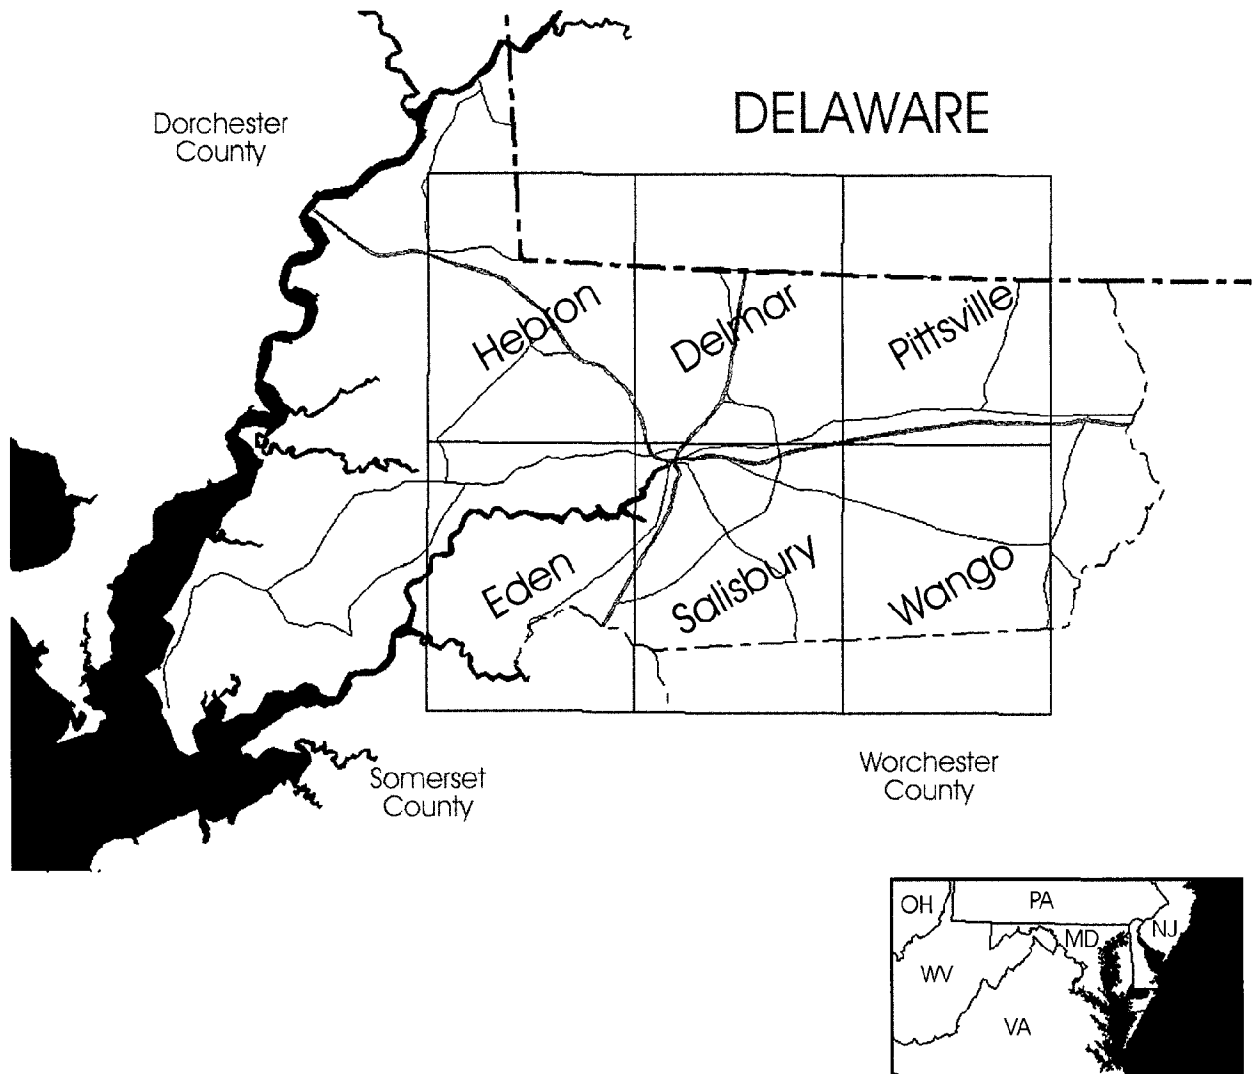 DELAWARE
Dorchester
County
Hebron
Delmar
Pittsville
Eden
Salisbury
Wango
Somerset
County
Worchester
County
OH
PA
NJ
MD
WV
VA